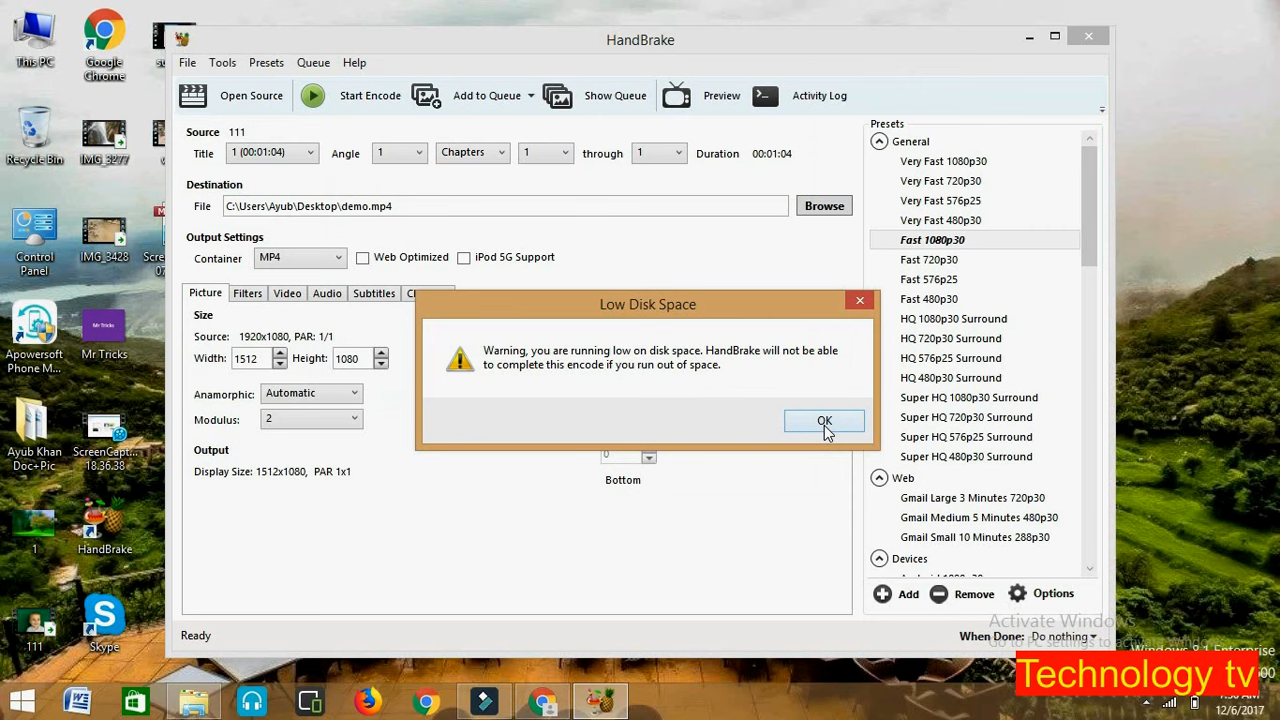 This PC
Google
Chrome
Recycle Bin
IMG_3277
Control
Panel
IMG_3428
Apowersoft
Phone M...
Mr Tricks
Ayub Khan
Doc+Pic
ScreenCapt...
18.36.38
1
HandBrake
111
Skype
HandBrake
File Tools Presets Queue Help
Open Source Start Encode Add to Queue Show Queue Preview Activity Log
Source 111
Title 1 (00:01:04) Angle 1 Chapters 1 through 1 Duration 00:01:04
Destination
File C:\Users\Ayub\Desktop\demo.mp4 Browse
Output Settings
Container MP4 Web Optimized iPod 5G Support
Picture Filters Video Audio Subtitles
Size
Source: 1920x1080, PAR: 1/1
Width: 1512 Height: 1080
Anamorphic: Automatic
Modulus: 2
Output
Display Size: 1512x1080, PAR 1x1
0
Bottom
Low Disk Space
Warning, you are running low on disk space. HandBrake will not be able
to complete this encode if you run out of space.
OK
Presets
General
Very Fast 1080p30
Very Fast 720p30
Very Fast 576p25
Very Fast 480p30
Fast 1080p30
Fast 720p30
Fast 576p25
Fast 480p30
HQ 1080p30 Surround
HQ 720p30 Surround
HQ 576p25 Surround
HQ 480p30 Surround
Super HQ 1080p30 Surround
Super HQ 720p30 Surround
Super HQ 576p25 Surround
Super HQ 480p30 Surround
Web
Gmail Large 3 Minutes 720p30
Gmail Medium 5 Minutes 480p30
Gmail Small 10 Minutes 288p30
Devices
Add Remove Options
Ready
When Done: Do nothing
Activate Windows
Go to PC settings to activate Windows.
Windows 8.1 Enterprise
Technology tv
12/6/2017